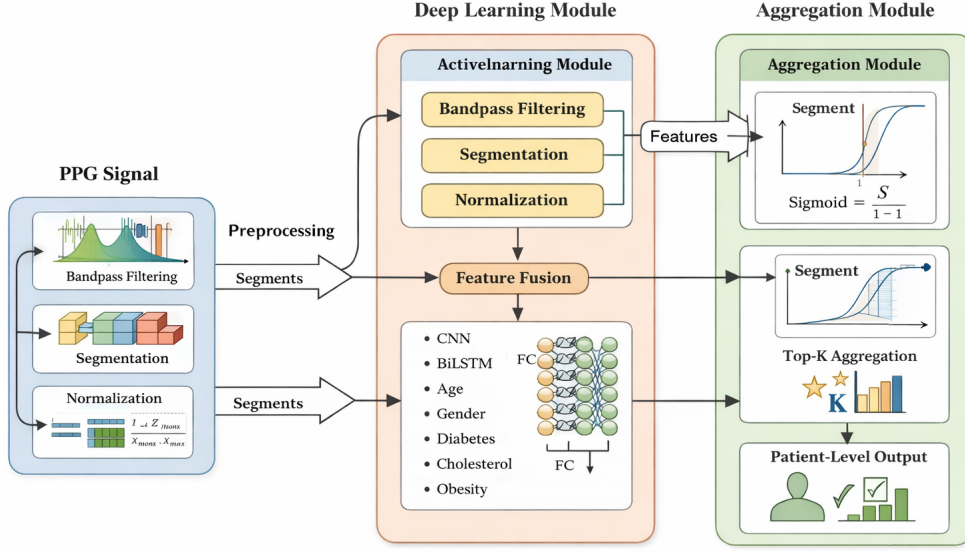 Deep Learning Module
Aggregation Module
PPG Signal
Bandpass Filtering
Segmentation
Normalization
Preprocessing
Segments
Segments
Activelnarning Module
Bandpass Filtering
Segmentation
Normalization
Feature Fusion
• CNN
• BiLSTM
• Age
• Gender
• Diabetes
• Cholesterol
• Obesity
FC
FC
Features
Aggregation Module
Segment
1
Sigmoid = S
1 – 1
Segment
Top-K Aggregation
K
Patient-Level Output